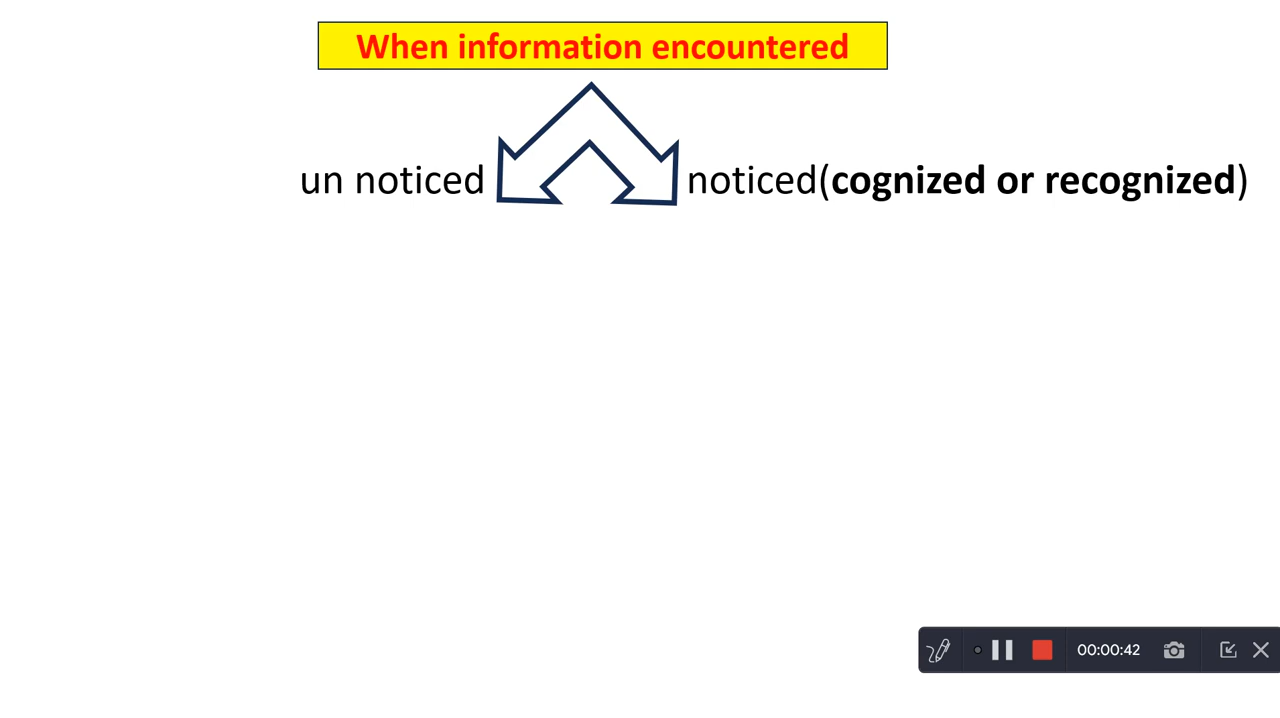 When information encountered
un noticed noticed(cognized or recognized)
00:00:42